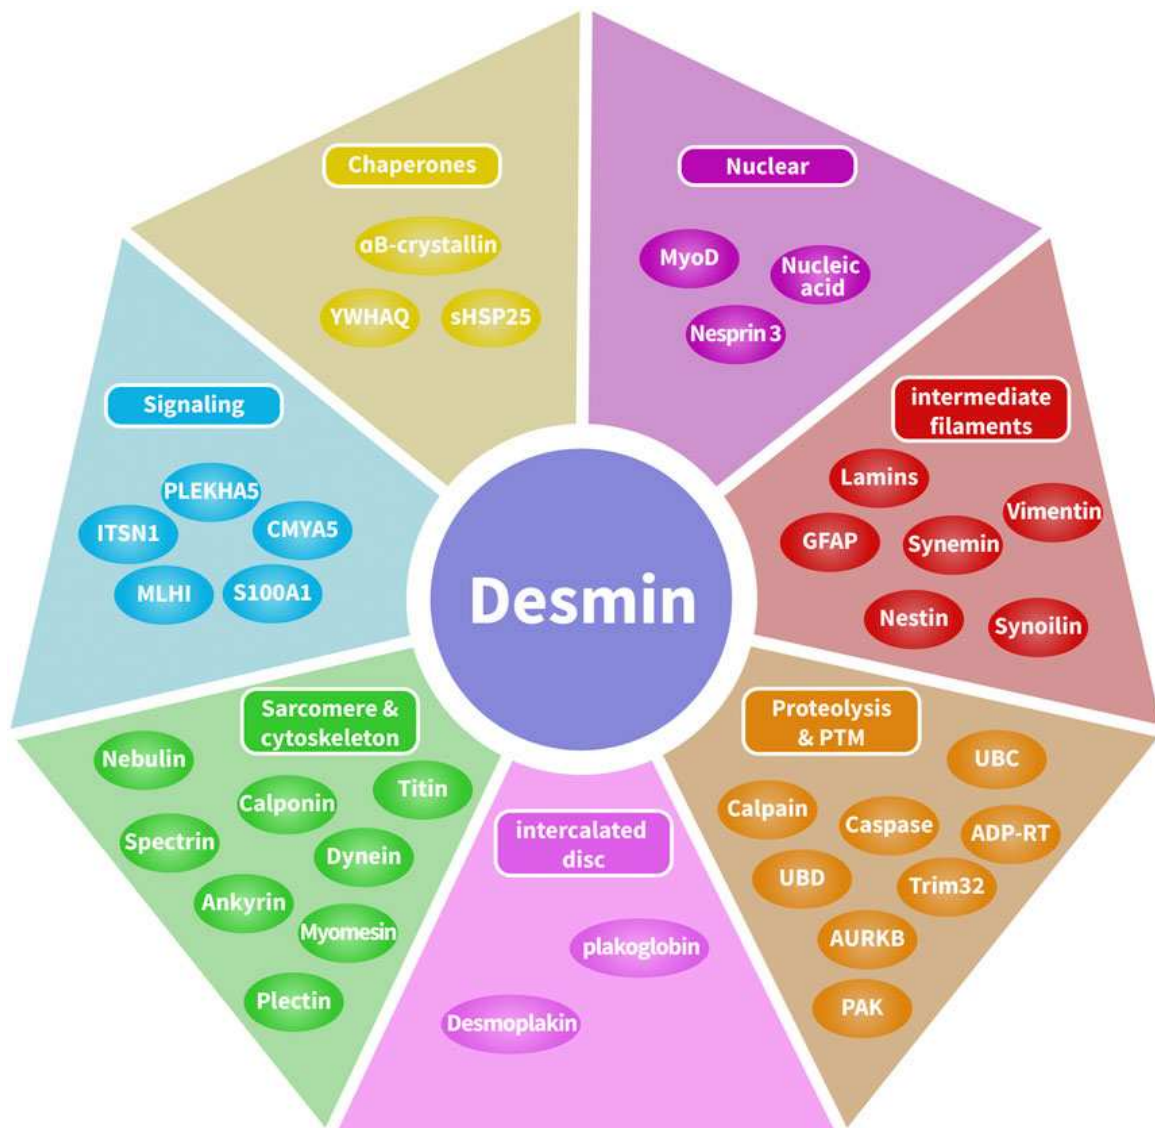 Chaperones
αB-crystallin
YWHAQ
sHSP25
Nuclear
MyoD
Nucleic
acid
Nesprin 3
intermediate
filaments
Lamins
Vimentin
GFAP
Synemin
Nestin
Synoilin
Signaling
PLEKHA5
ITSN1
CMYA5
MLHI
S100A1
Desmin
Sarcomere &
cytoskeleton
Nebulin
Titin
Calponin
Spectrin
Dynein
Ankyrin
Myomesin
Plectin
intercalated
disc
plakoglobin
Desmoplakin
Proteolysis
& PTM
UBC
Calpain
Caspase
ADP-RT
UBD
Trim32
AURKB
PAK